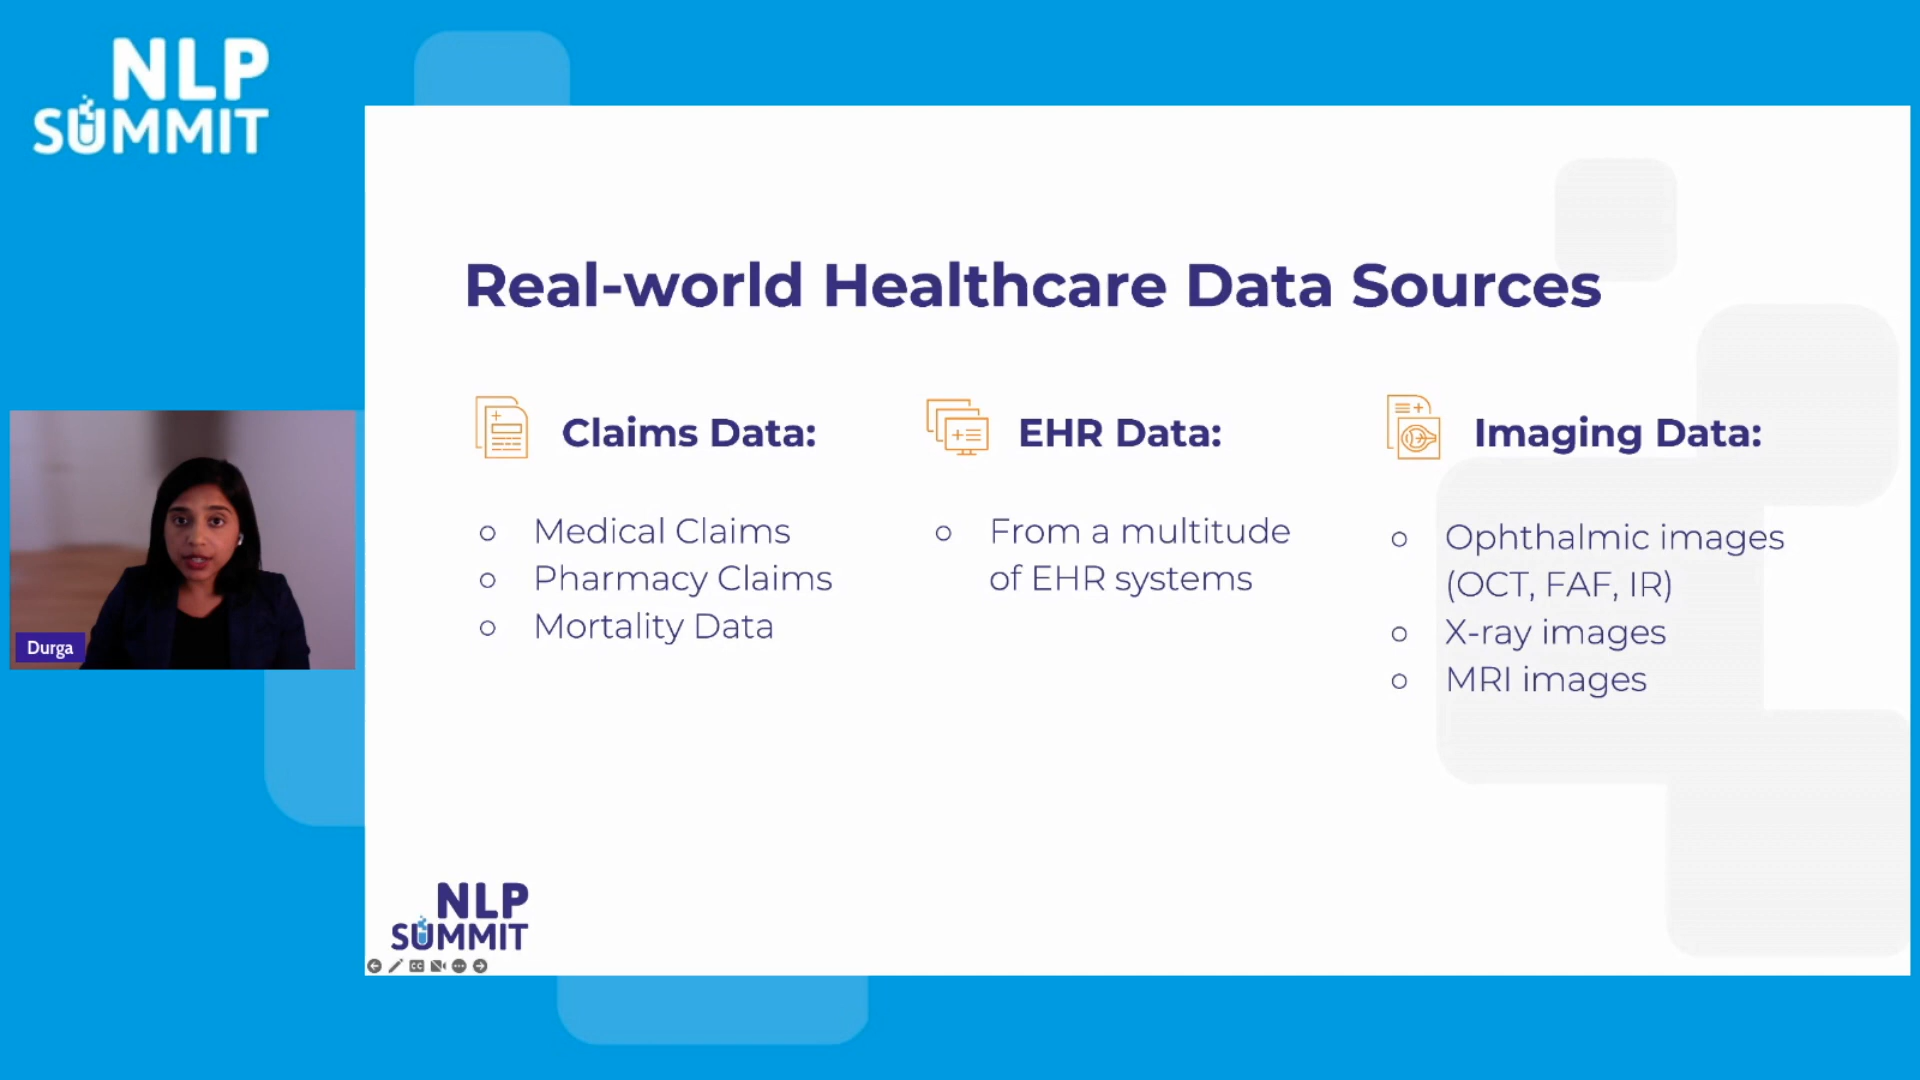 NLP
SUMMIT
Real-world Healthcare Data Sources
Claims Data:
Medical Claims
Pharmacy Claims
Mortality Data
EHR Data:
From a multitude
of EHR systems
Imaging Data:
Ophthalmic images
(OCT, FAF, IR)
X-ray images
MRI images
Durga
NLP
SUMMIT
CC